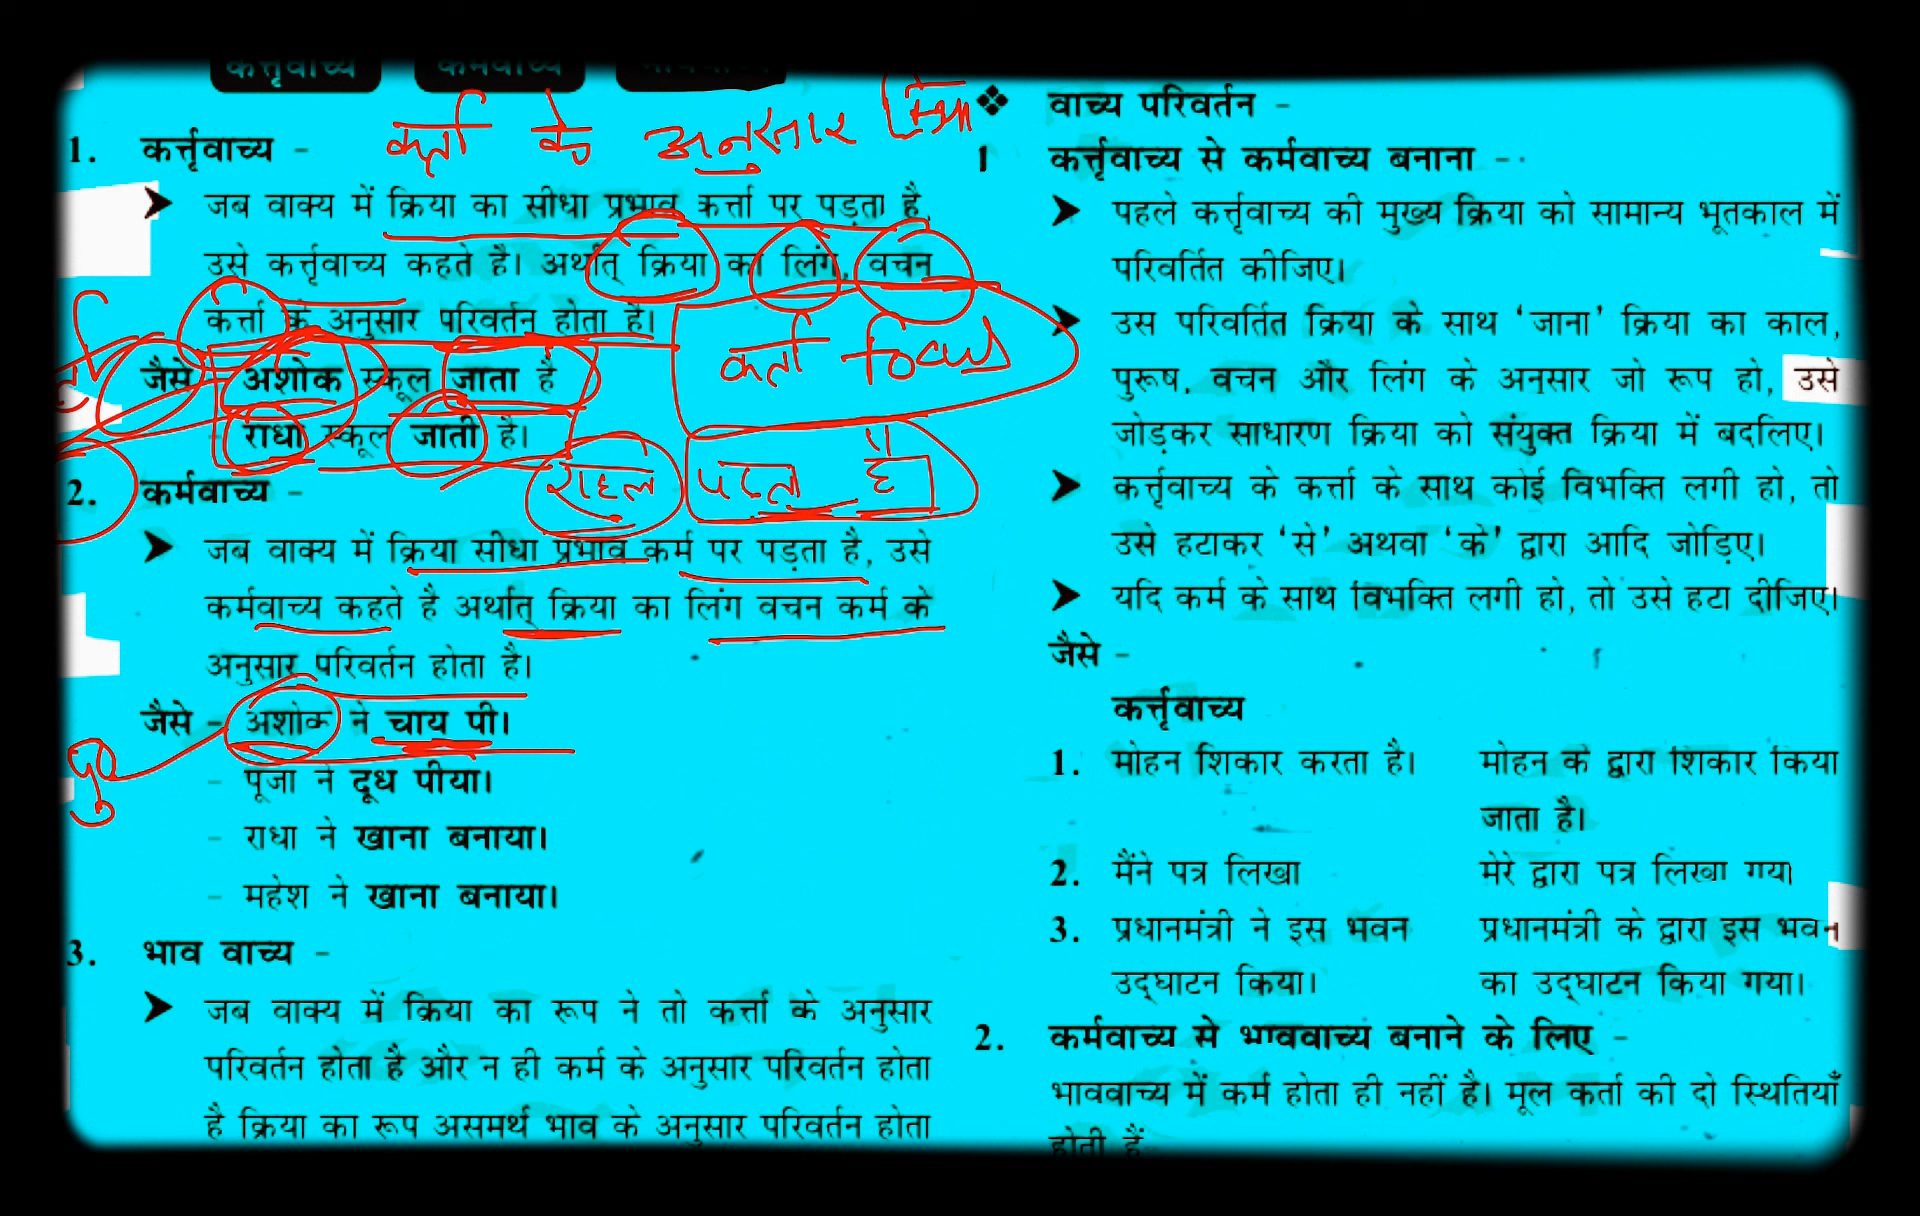 कर्त्तृवाच्य कर्मवाच्य
1. कर्त्तृवाच्य -
कर्ता के अनुसार क्रिया
➤ जब वाक्य में क्रिया का सीधा प्रभाव कर्त्ता पर पड़ता है,
उसे कर्त्तृवाच्य कहते है। अर्थात् क्रिया का लिंग, वचन
कर्त्ता के अनुसार परिवर्तन होता है।
कर्ता focus
जैसे - अशोक स्कूल जाता है
- राधा स्कूल जाती है।
राहुल पढता है
2. कर्मवाच्य -
➤ जब वाक्य में क्रिया सीधा प्रभाव कर्म पर पड़ता है, उसे
कर्मवाच्य कहते है अर्थात् क्रिया का लिंग वचन कर्म के
अनुसार परिवर्तन होता है।
जैसे - अशोक ने चाय पी।
- पूजा ने दूध पीया।
- राधा ने खाना बनाया।
- महेश ने खाना बनाया।
3. भाव वाच्य -
➤ जब वाक्य में क्रिया का रूप ने तो कर्त्ता के अनुसार
परिवर्तन होता है और न ही कर्म के अनुसार परिवर्तन होता
है क्रिया का रूप असमर्थ भाव के अनुसार परिवर्तन होता
❖ वाच्य परिवर्तन -
1 कर्त्तृवाच्य से कर्मवाच्य बनाना -
➤ पहले कर्त्तृवाच्य की मुख्य क्रिया को सामान्य भूतकाल में
परिवर्तित कीजिए।
➤ उस परिवर्तित क्रिया के साथ ‘जाना’ क्रिया का काल,
पुरूष, वचन और लिंग के अनुसार जो रूप हो, उसे
जोड़कर साधारण क्रिया को संयुक्त क्रिया में बदलिए।
➤ कर्त्तृवाच्य के कर्त्ता के साथ कोई विभक्ति लगी हो, तो
उसे हटाकर ‘से’ अथवा ‘के’ द्वारा आदि जोड़िए।
➤ यदि कर्म के साथ विभक्ति लगी हो, तो उसे हटा दीजिए।
जैसे -
कर्त्तृवाच्य
1. मोहन शिकार करता है। मोहन के द्वारा शिकार किया
जाता है।
2. मैंने पत्र लिखा मेरे द्वारा पत्र लिखा गया
3. प्रधानमंत्री ने इस भवन प्रधानमंत्री के द्वारा इस भवन
उद्घाटन किया। का उद्घाटन किया गया।
2. कर्मवाच्य से भाववाच्य बनाने के लिए -
भाववाच्य में कर्म होता ही नहीं है। मूल कर्ता की दो स्थितियाँ
होती हैं